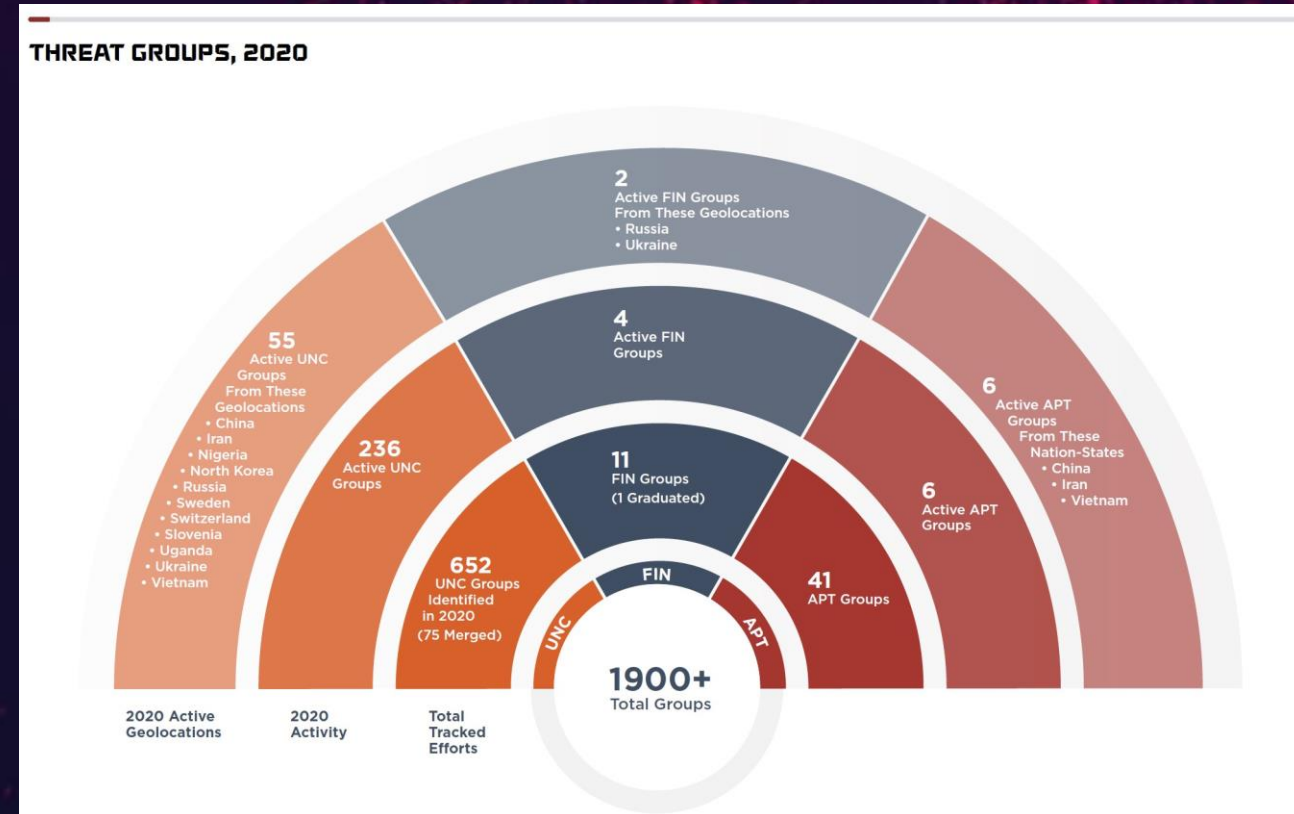 THREAT GROUPS, 2020
2
Active FIN Groups
From These Geolocations
• Russia
• Ukraine
4
Active FIN
Groups
11
FIN Groups
(1 Graduated)
FIN
55
Active UNC
Groups
From These
Geolocations
• China
• Iran
• Nigeria
• North Korea
• Russia
• Sweden
• Switzerland
• Slovenia
• Uganda
• Ukraine
• Vietnam
236
Active UNC
Groups
652
UNC Groups
Identified
in 2020
(75 Merged)
UNC
APT
41
APT Groups
6
Active APT
Groups
6
Active APT
Groups
From These
Nation-States
• China
• Iran
• Vietnam
1900+
Total Groups
2020 Active
Geolocations
2020
Activity
Total
Tracked
Efforts